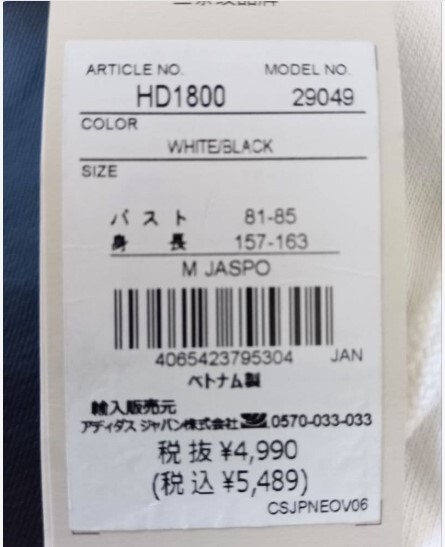 ARTICLE NO. MODEL NO.
HD1800 29049
COLOR
WHITE/BLACK
SIZE
バスト 81-85
身長 157-163
M JASPO
4065423795304 JAN
ベトナム製
輸入販売元
アディダス ジャパン株式会社 0570-033-033
税抜 ¥4,990
(税込 ¥5,489)
CSJPNEOV06